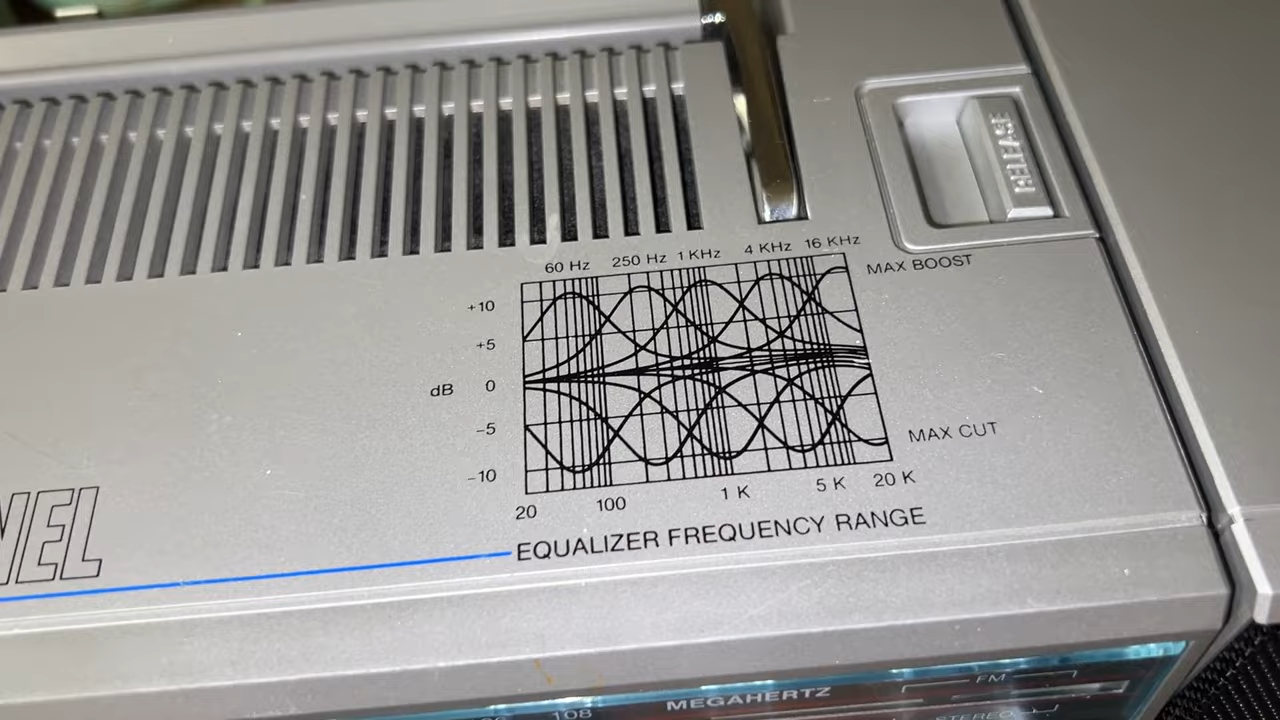 RELEASE
60 Hz 250 Hz 1 KHz 4 KHz 16 KHz
MAX BOOST
+10
+5
dB 0
-5
-10
MAX CUT
20 100 1 K 5 K 20 K
EQUALIZER FREQUENCY RANGE
NEL
108 MEGAHERTZ FM
STEREO